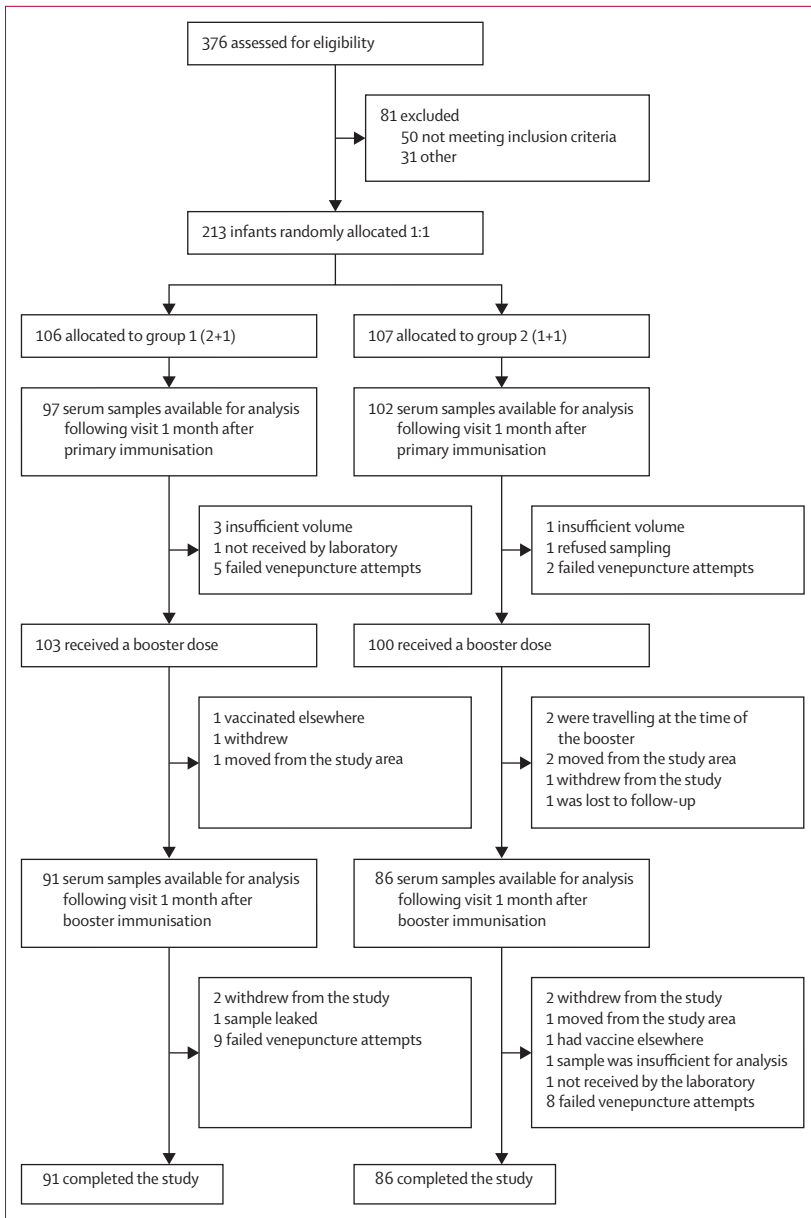 376 assessed for eligibility
81 excluded
50 not meeting inclusion criteria
31 other
213 infants randomly allocated 1:1
106 allocated to group 1 (2+1)
107 allocated to group 2 (1+1)
97 serum samples available for analysis
following visit 1 month after
primary immunisation
102 serum samples available for analysis
following visit 1 month after
primary immunisation
3 insufficient volume
1 not received by laboratory
5 failed venepuncture attempts
1 insufficient volume
1 refused sampling
2 failed venepuncture attempts
103 received a booster dose
100 received a booster dose
1 vaccinated elsewhere
1 withdrew
1 moved from the study area
2 were travelling at the time of
the booster
2 moved from the study area
1 withdrew from the study
1 was lost to follow-up
91 serum samples available for analysis
following visit 1 month after
booster immunisation
86 serum samples available for analysis
following visit 1 month after
booster immunisation
2 withdrew from the study
1 sample leaked
9 failed venepuncture attempts
2 withdrew from the study
1 moved from the study area
1 had vaccine elsewhere
1 sample was insufficient for analysis
1 not received by the laboratory
8 failed venepuncture attempts
91 completed the study
86 completed the study